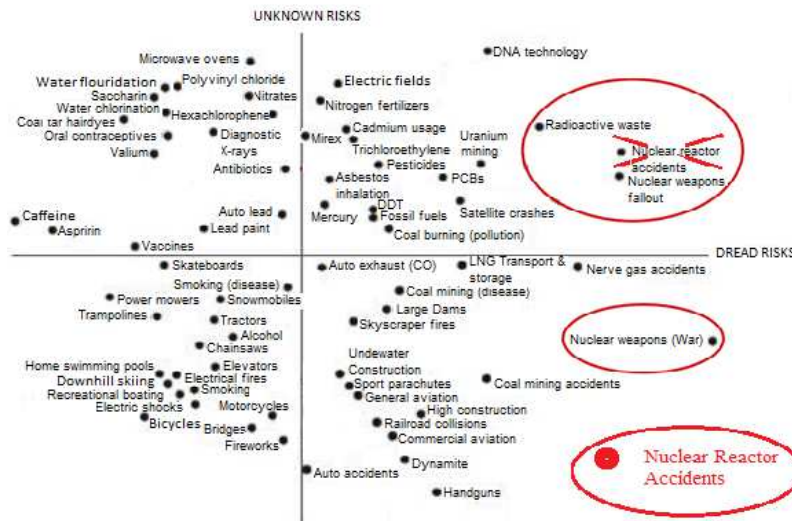 UNKNOWN RISKS
DNA technology
Microwave ovens
Water flouridation
Polyvinyl chloride
Electric fields
Saccharin
Nitrates
Nitrogen fertilizers
Water chlorination
Hexachlorophene
Coal tar hairdyes
Oral contraceptives
Diagnostic
X-rays
Mirex
Cadmium usage
Radioactive waste
Valium
Trichloroethylene
Uranium
mining
Nuclear reactor
accidents
Antibiotics
Pesticides
Asbestos
inhalation
PCBs
Nuclear weapons
fallout
Caffeine
Auto lead
Mercury
DDT
Satellite crashes
Aspririn
Lead paint
Fossil fuels
Coal burning (pollution)
Vaccines
DREAD RISKS
Skateboards
Auto exhaust (CO)
LNG Transport &
storage
Nerve gas accidents
Smoking (disease)
Coal mining (disease)
Power mowers
Snowmobiles
Trampolines
Tractors
Large Dams
Skyscraper fires
Alcohol
Chainsaws
Nuclear weapons (War)
Undewater
Construction
Home swimming pools
Elevators
Downhill skiing
Electrical fires
Sport parachutes
Coal mining accidents
Recreational boating
Smoking
General aviation
Electric shocks
Motorcycles
High construction
Bicycles
Bridges
Railroad collisions
Fireworks
Commercial aviation
Nuclear Reactor
Accidents
Auto accidents
Dynamite
Handguns